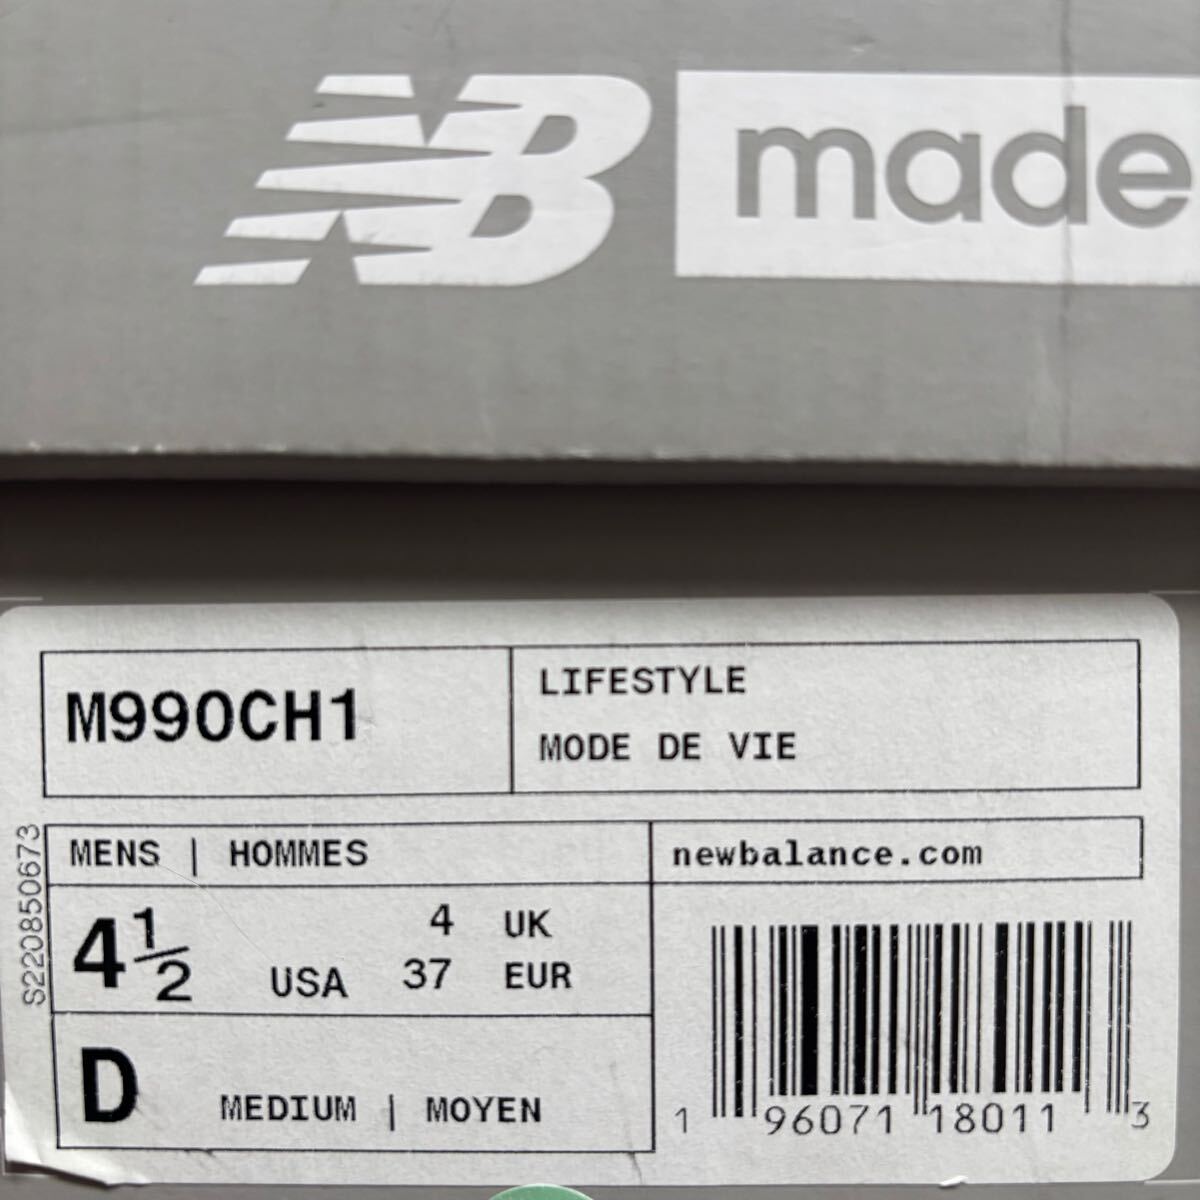 NB made
M990CH1
LIFESTYLE
MODE DE VIE
S220850673
MENS | HOMMES
newbalance.com
4½ USA
4 UK
37 EUR
D MEDIUM | MOYEN
1 96071 18011 3